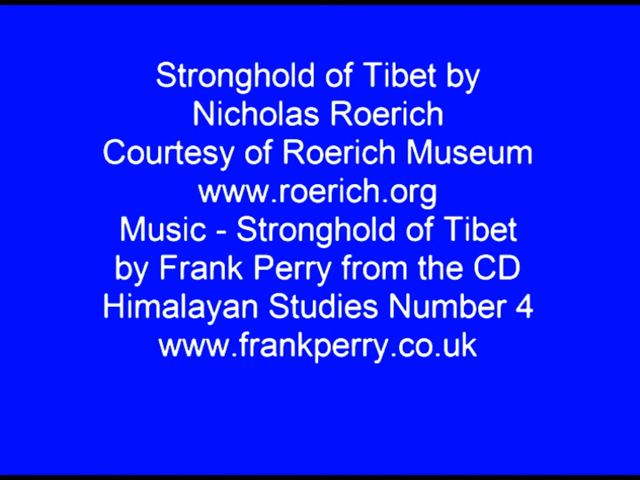 Stronghold of Tibet by
Nicholas Roerich
Courtesy of Roerich Museum
www.roerich.org
Music - Stronghold of Tibet
by Frank Perry from the CD
Himalayan Studies Number 4
www.frankperry.co.uk